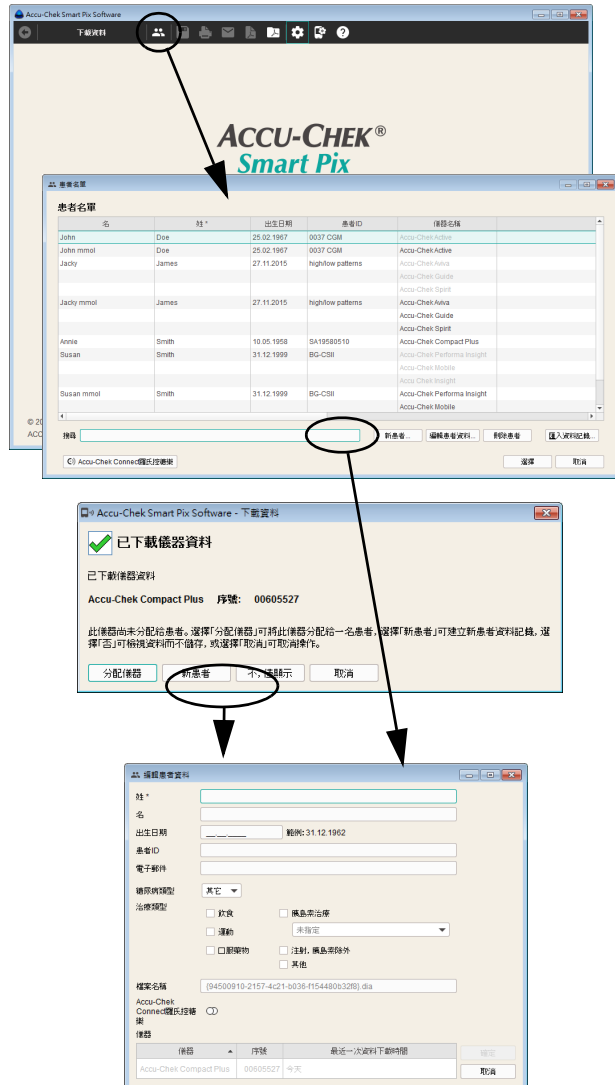 Accu-Chek Smart Pix Software
下載資料
ACCU-CHEK®
Smart Pix
© 20
ACC
患者名單
患者名單
名 姓 * 出生日期 患者ID 儀器名稱
John Doe 25.02.1967 0037 CGM Accu-Chek Active
John mmol Doe 25.02.1967 0037 CGM Accu-Chek Active
Jacky James 27.11.2015 high/low patterns Accu-Chek Aviva
Accu-Chek Guide
Accu-Chek Spirit
Jacky mmol James 27.11.2015 high/low patterns Accu-Chek Aviva
Accu-Chek Guide
Accu-Chek Spirit
Annie Smith 10.05.1958 SA19580510 Accu-Chek Compact Plus
Susan Smith 31.12.1999 BG-CSII Accu-Chek Performa Insight
Accu-Chek Mobile
Accu-Chek Insight
Susan mmol Smith 31.12.1999 BG-CSII Accu-Chek Performa Insight
Accu-Chek Mobile
搜尋 新患者... 編輯患者資料... 刪除患者 匯入資料記錄...
Accu-Chek Connect羅氏控糖樂 選擇 取消
Accu-Chek Smart Pix Software - 下載資料
已下載儀器資料
已下載儀器資料
Accu-Chek Compact Plus 序號: 00605527
此儀器尚未分配給患者。選擇「分配儀器」可將此儀器分配給一名患者，選擇「新患者」可建立新患者資料記錄，選
擇「否」可檢視資料而不儲存，或選擇「取消」可取消操作。
分配儀器 新患者 不，僅顯示 取消
編輯患者資料
姓 *
名
出生日期 __.__.____ 範例: 31.12.1962
患者ID
電子郵件
糖尿病類型 其它
治療類型
飲食 胰島素治療
運動 未指定
口服藥物 注射，胰島素除外
其他
檔案名稱 {94500910-2157-4c21-b036-f154480b32f8}.dia
Accu-Chek
Connect羅氏控糖
樂
儀器
儀器 序號 最近一次資料下載時間
Accu-Chek Compact Plus 00605527 今天
確定
取消